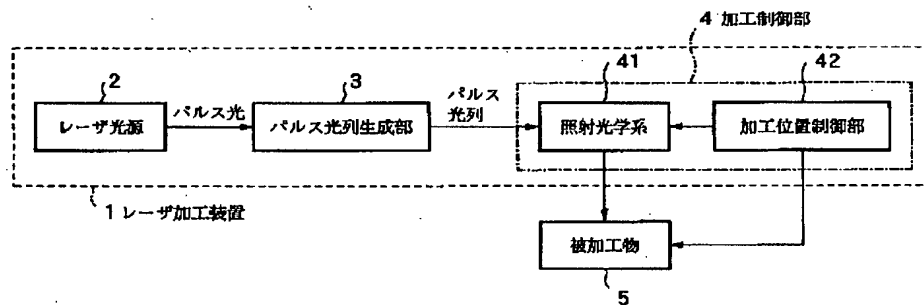 4 加工制御部
2
3
41
42
レーザ光源
パルス光
パルス光列生成部
パルス
光列
照射光学系
加工位置制御部
1 レーザ加工装置
被加工物
5